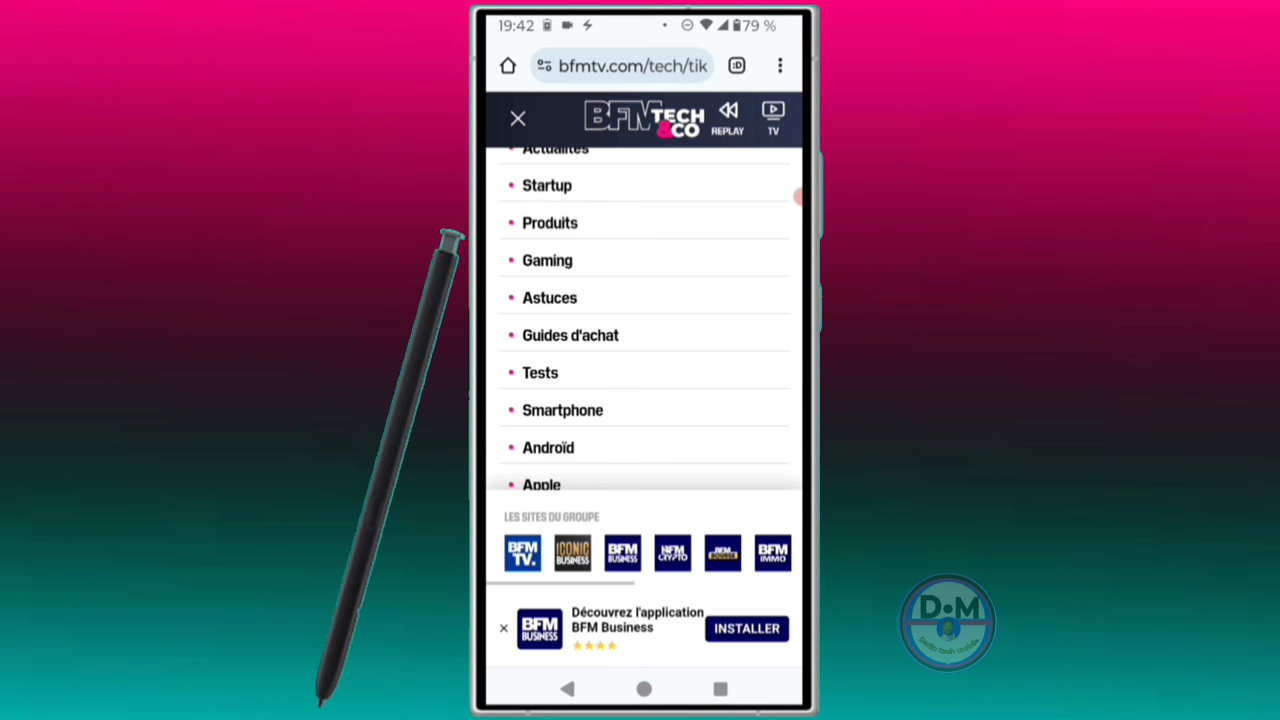 19:42
79 %
bfmtv.com/tech/tik
:D
BFM TECH &CO
REPLAY
TV
Actualités
Startup
Produits
Gaming
Astuces
Guides d'achat
Tests
Smartphone
Androïd
Apple
LES SITES DU GROUPE
BFM TV.
ICONIC BUSINESS
BFM BUSINESS
BFM CRYPTO
BFM BOURSE
BFM IMMO
BFM BUSINESS
Découvrez l'application
BFM Business
INSTALLER
D•M